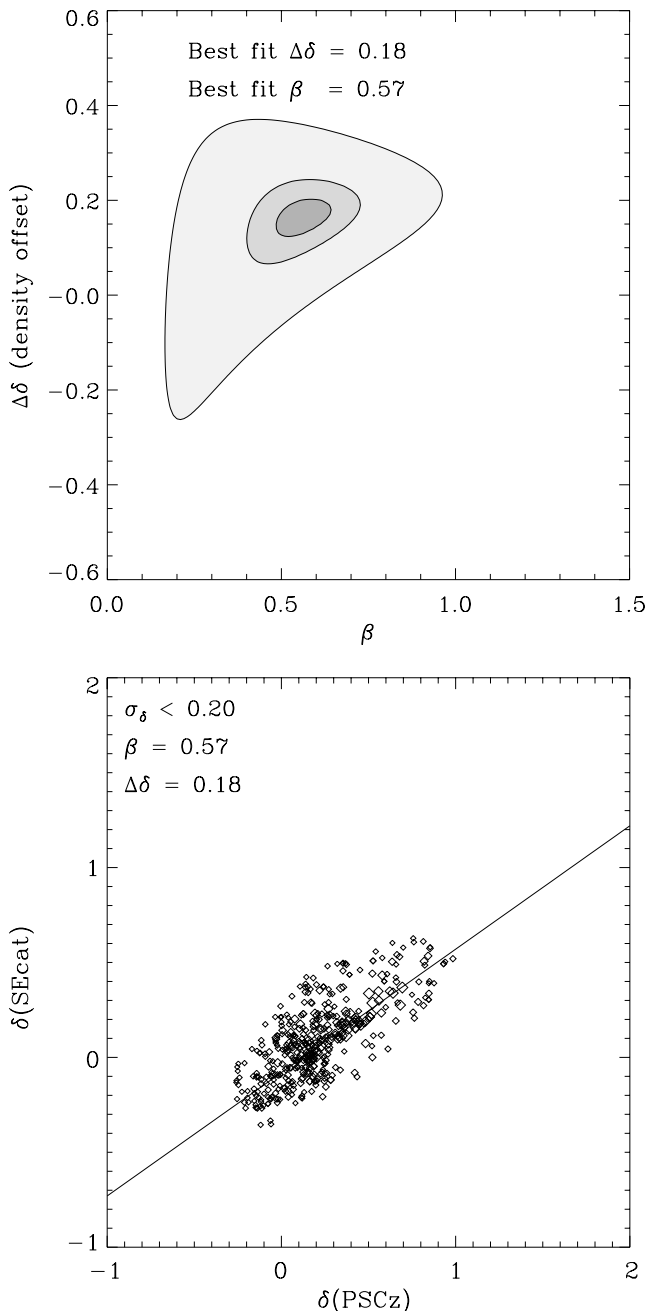 0.6
Best fit Δδ = 0.18
Best fit β = 0.57
0.4
0.2
−0.0
−0.2
−0.4
−0.6
Δδ (density offset)
0.0 0.5 1.0 1.5
β
2
σδ < 0.20
β = 0.57
Δδ = 0.18
1
0
−1
δ(SEcat)
−1 0 1 2
δ(PSCz)